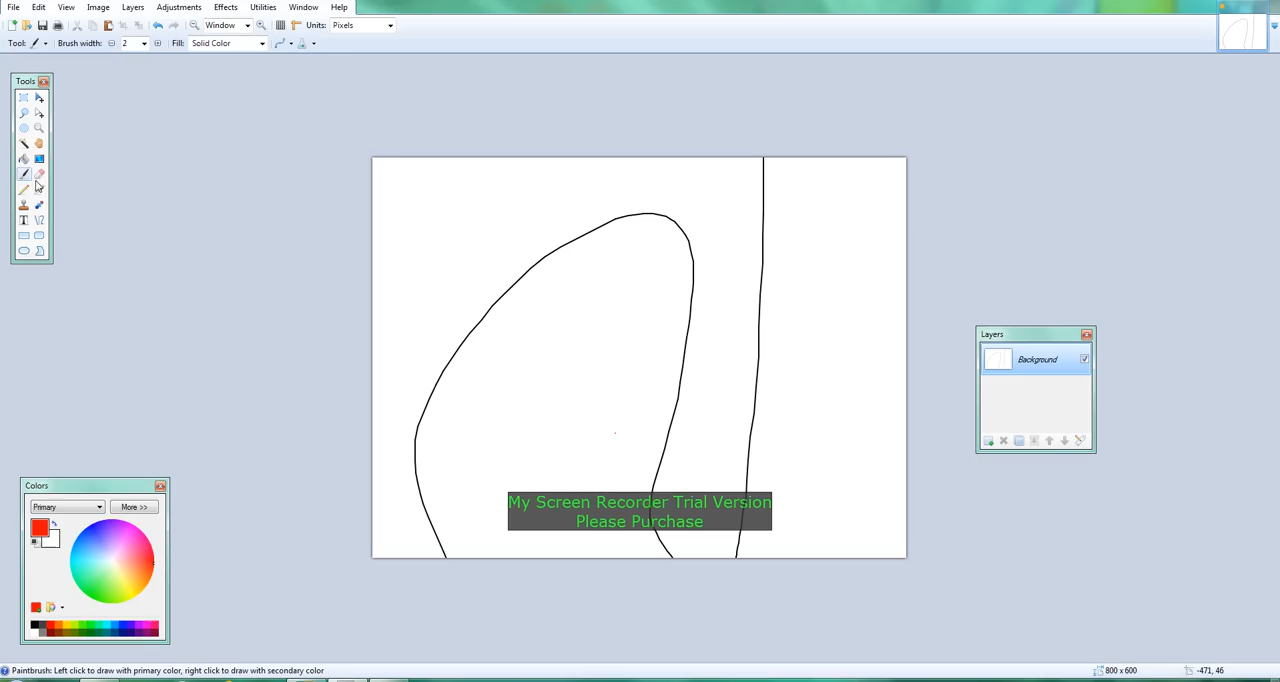 File Edit View Image Layers Adjustments Effects Utilities Window Help
Window Units: Pixels
Tool: Brush width: 2 Fill: Solid Color
Tools
Layers
Background
My Screen Recorder Trial Version
Please Purchase
Colors
Primary More >>
Paintbrush: Left click to draw with primary color, right click to draw with secondary color 800 x 600 -471, 46